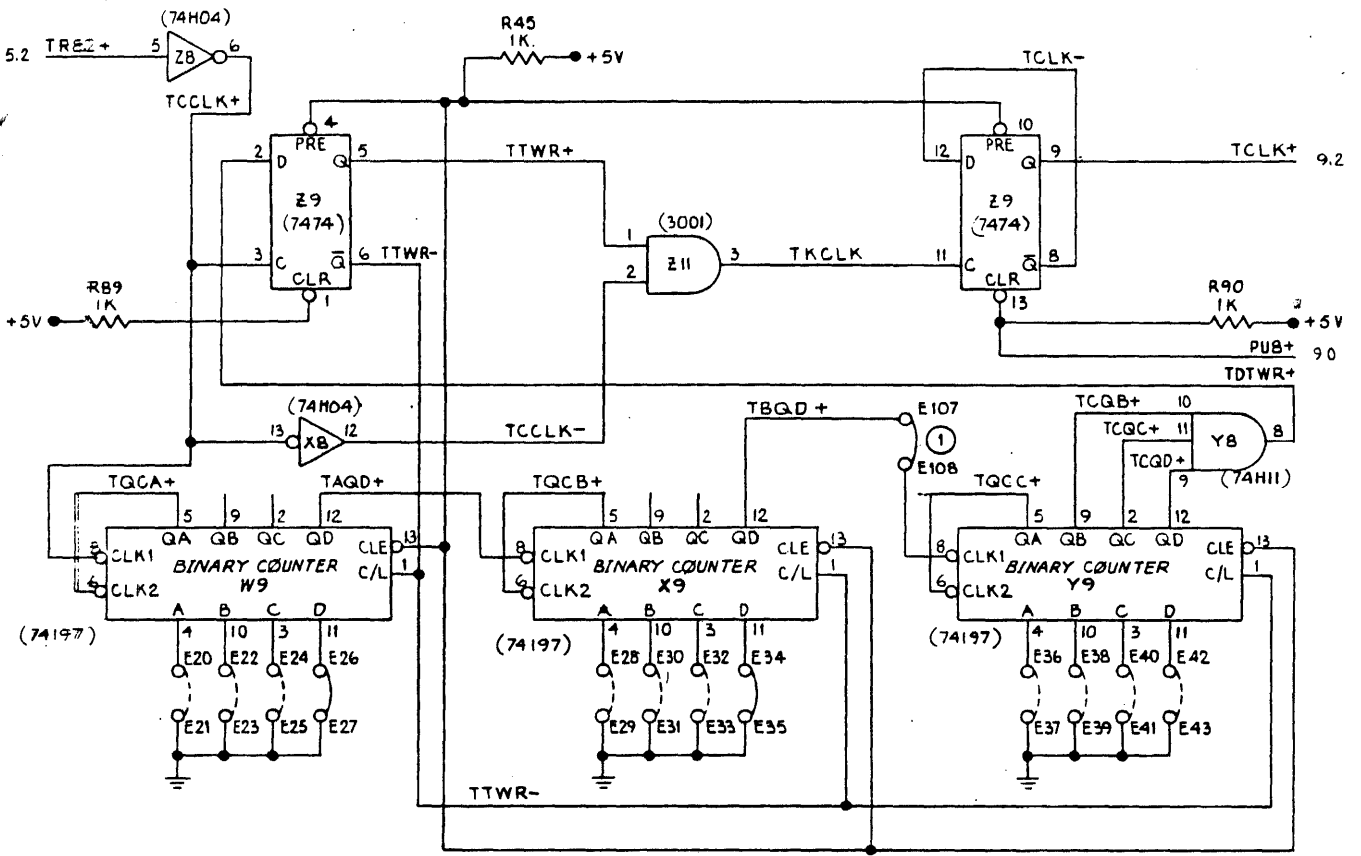 (74H04)
5.2 TREZ+ 5 Z8 6
R45
1K
+5V
TCLK-
TCCLK+
4
PRE
2 D Q 5
TTWR+
Z9
(7474)
3 C Q 6 TTWR-
CLR
1
R89
1K
+5V
(3001)
1
2
Z11
3
TKCLK
10
PRE
12 D Q 9
TCLK+ 9.2
Z9
(7474)
11 C Q 8
CLR
13
R90
1K
+5V
PUB+ 90
TDTWR+
(74H04)
13 X8 12
TCCLK-
TBQD+
E107
1
E108
TCQB+ 10
TCQC+ 11
TCQD+
9
Y8
8
(74H11)
TQCA+
TAQD+
5 9 2 12
QA QB QC QD
8 CLK1
6 CLK2
CLE 13
C/L 1
BINARY COUNTER
W9
A B C D
4 10 3 11
(74197)
E20 E22 E24 E26
E21 E23 E25 E27
TQCB+
5 9 2 12
QA QB QC QD
8 CLK1
6 CLK2
CLE 13
C/L 1
BINARY COUNTER
X9
A B C D
4 10 3 11
(74197)
E28 E30 E32 E34
E29 E31 E33 E35
TQCC+
5 9 2 12
QA QB QC QD
8 CLK1
6 CLK2
CLE 13
C/L 1
BINARY COUNTER
Y9
A B C D
4 10 3 11
(74197)
E36 E38 E40 E42
E37 E39 E41 E43
TTWR-